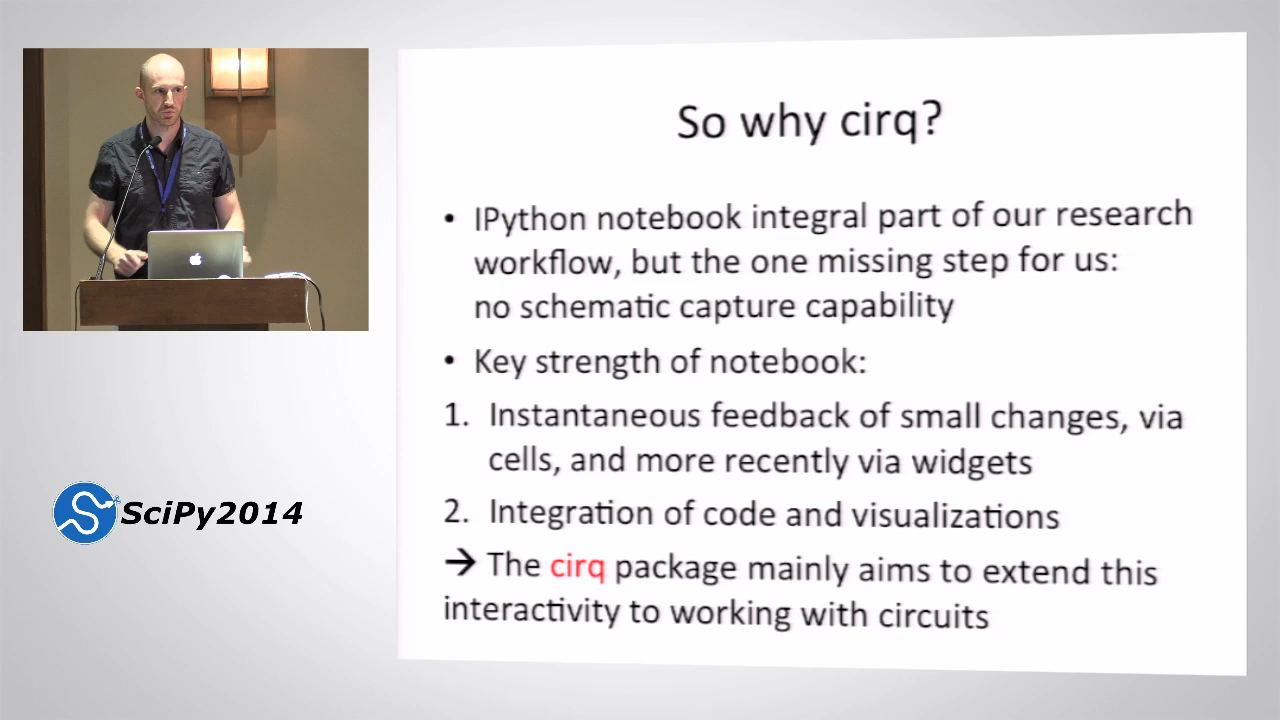 So why cirq?
• IPython notebook integral part of our research
workflow, but the one missing step for us:
no schematic capture capability
• Key strength of notebook:
1. Instantaneous feedback of small changes, via
cells, and more recently via widgets
2. Integration of code and visualizations
→ The cirq package mainly aims to extend this
interactivity to working with circuits
SciPy2014